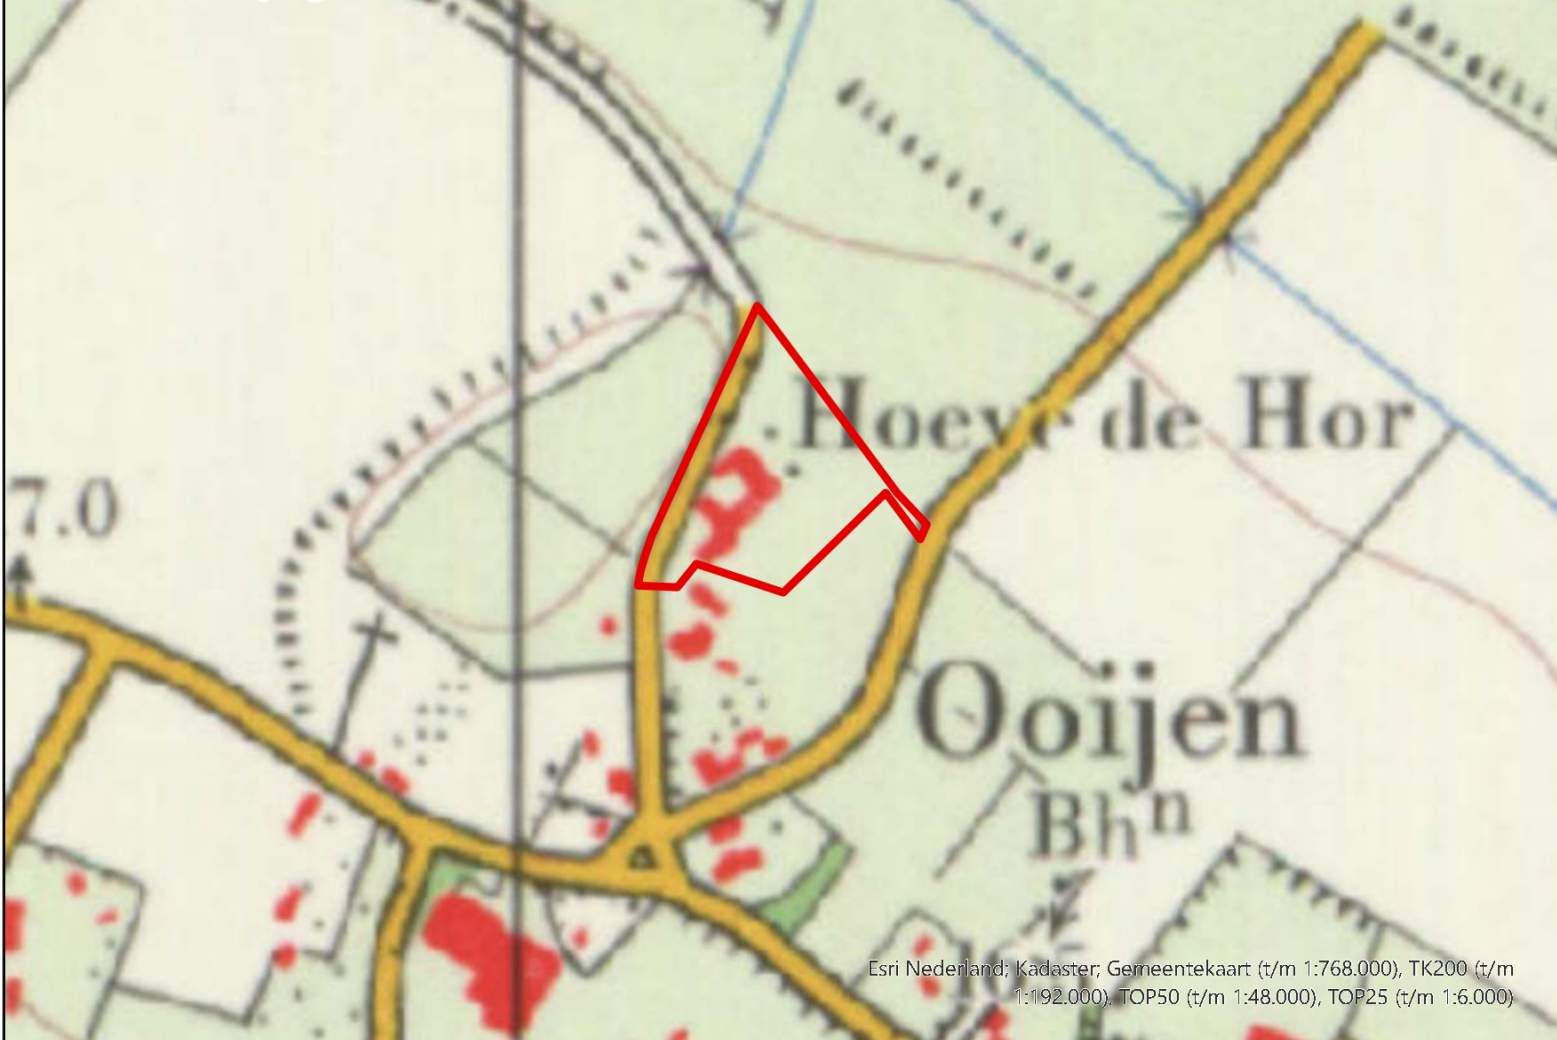 Hoeve de Hor
7.0
Ooijen
Bhn
Esri Nederland; Kadaster; Gemeentekaart (t/m 1:768.000), TK200 (t/m
1:192.000), TOP50 (t/m 1:48.000), TOP25 (t/m 1:6.000)